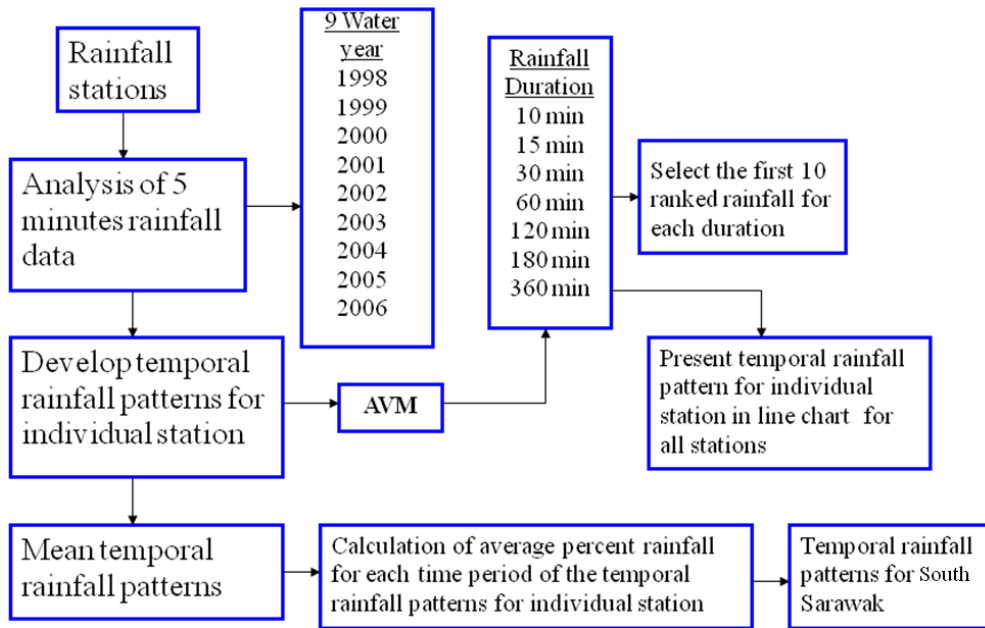 Rainfall
stations
Analysis of 5
minutes rainfall
data
9 Water
year
1998
1999
2000
2001
2002
2003
2004
2005
2006
Develop temporal
rainfall patterns for
individual station
AVM
Rainfall
Duration
10 min
15 min
30 min
60 min
120 min
180 min
360 min
Select the first 10
ranked rainfall for
each duration
Present temporal rainfall
pattern for individual
station in line chart for
all stations
Mean temporal
rainfall patterns
Calculation of average percent rainfall
for each time period of the temporal
rainfall patterns for individual station
Temporal rainfall
patterns for South
Sarawak